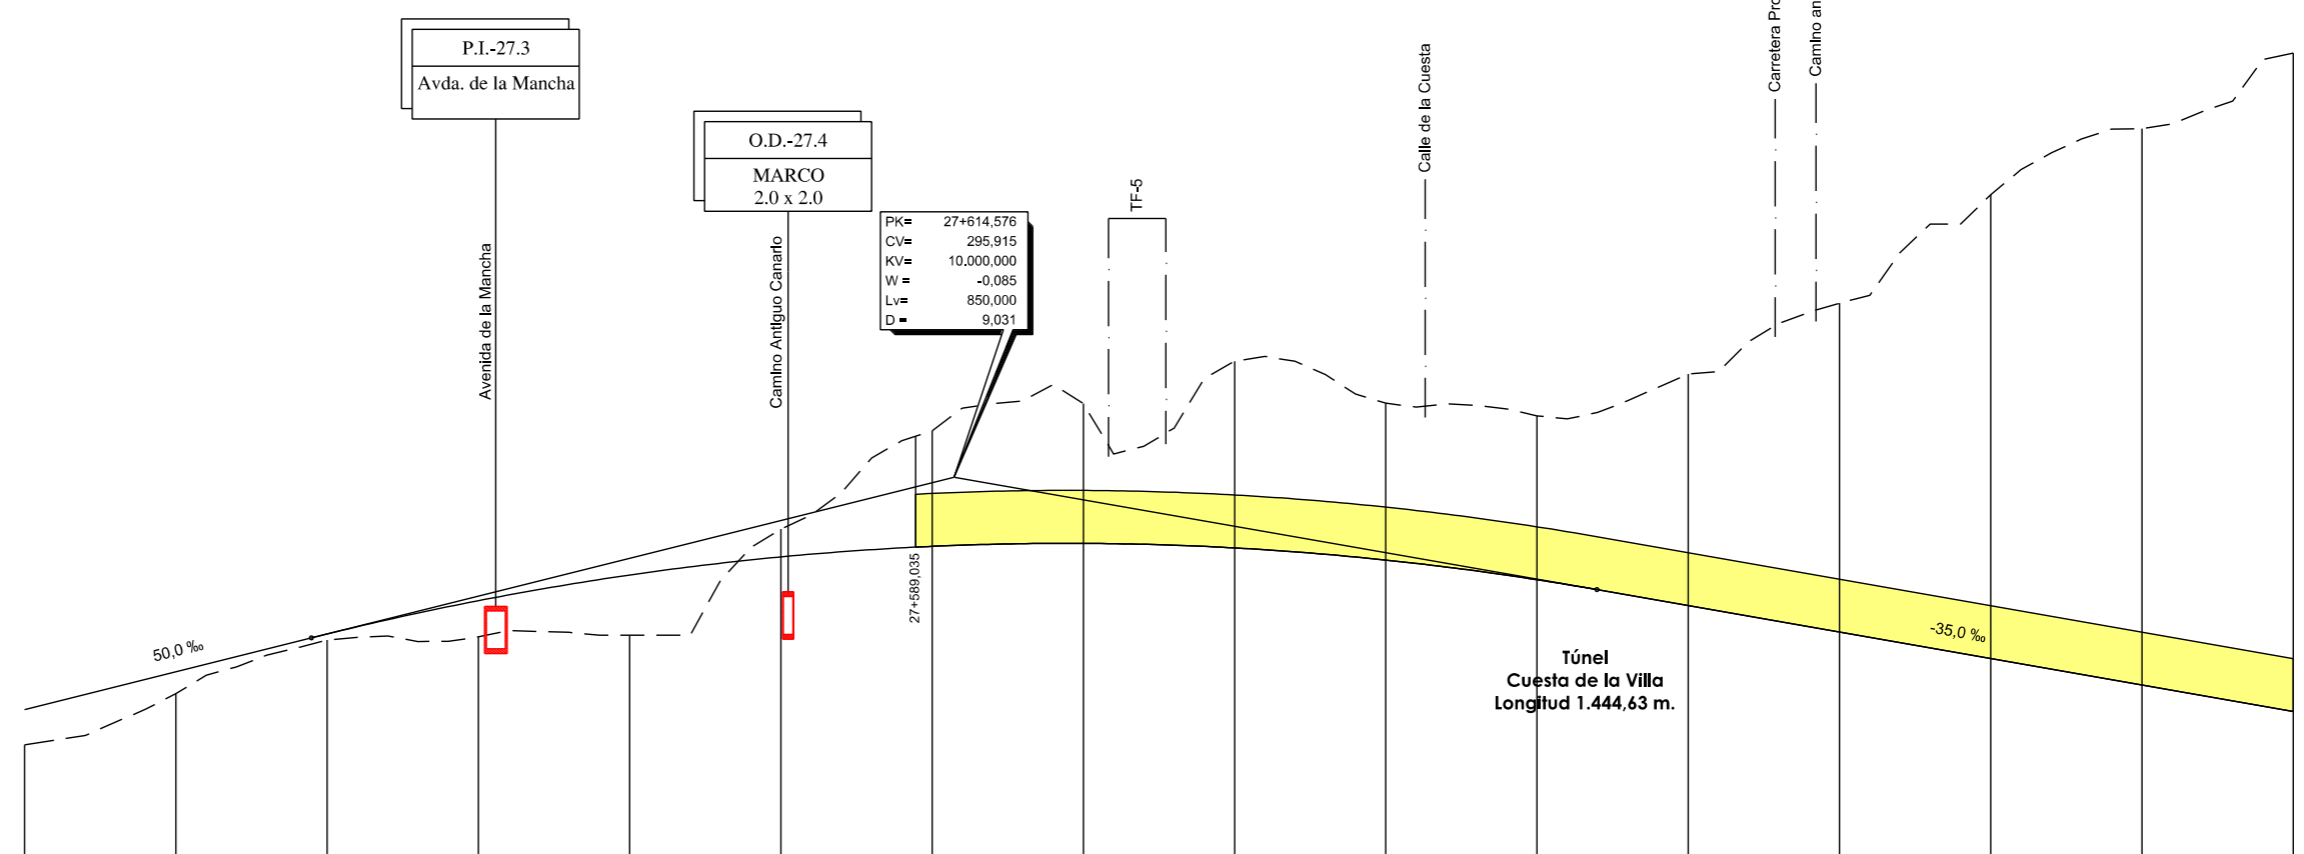 P.I.-27.3
Avda. de la Mancha
O.D.-27.4
MARCO
2.0 x 2.0
Avenida de la Mancha
Camino Antiguo Canario
PK= 27+614,576
CV= 295,915
KV= 10.000,000
W = -0,085
Lv= 850,000
D = 9,031
TF-5
Calle de la Cuesta
Carretera
27+589,035
50,0 ‰
-35,0 ‰
Túnel
Cuesta de la Villa
Longitud 1.444,63 m.